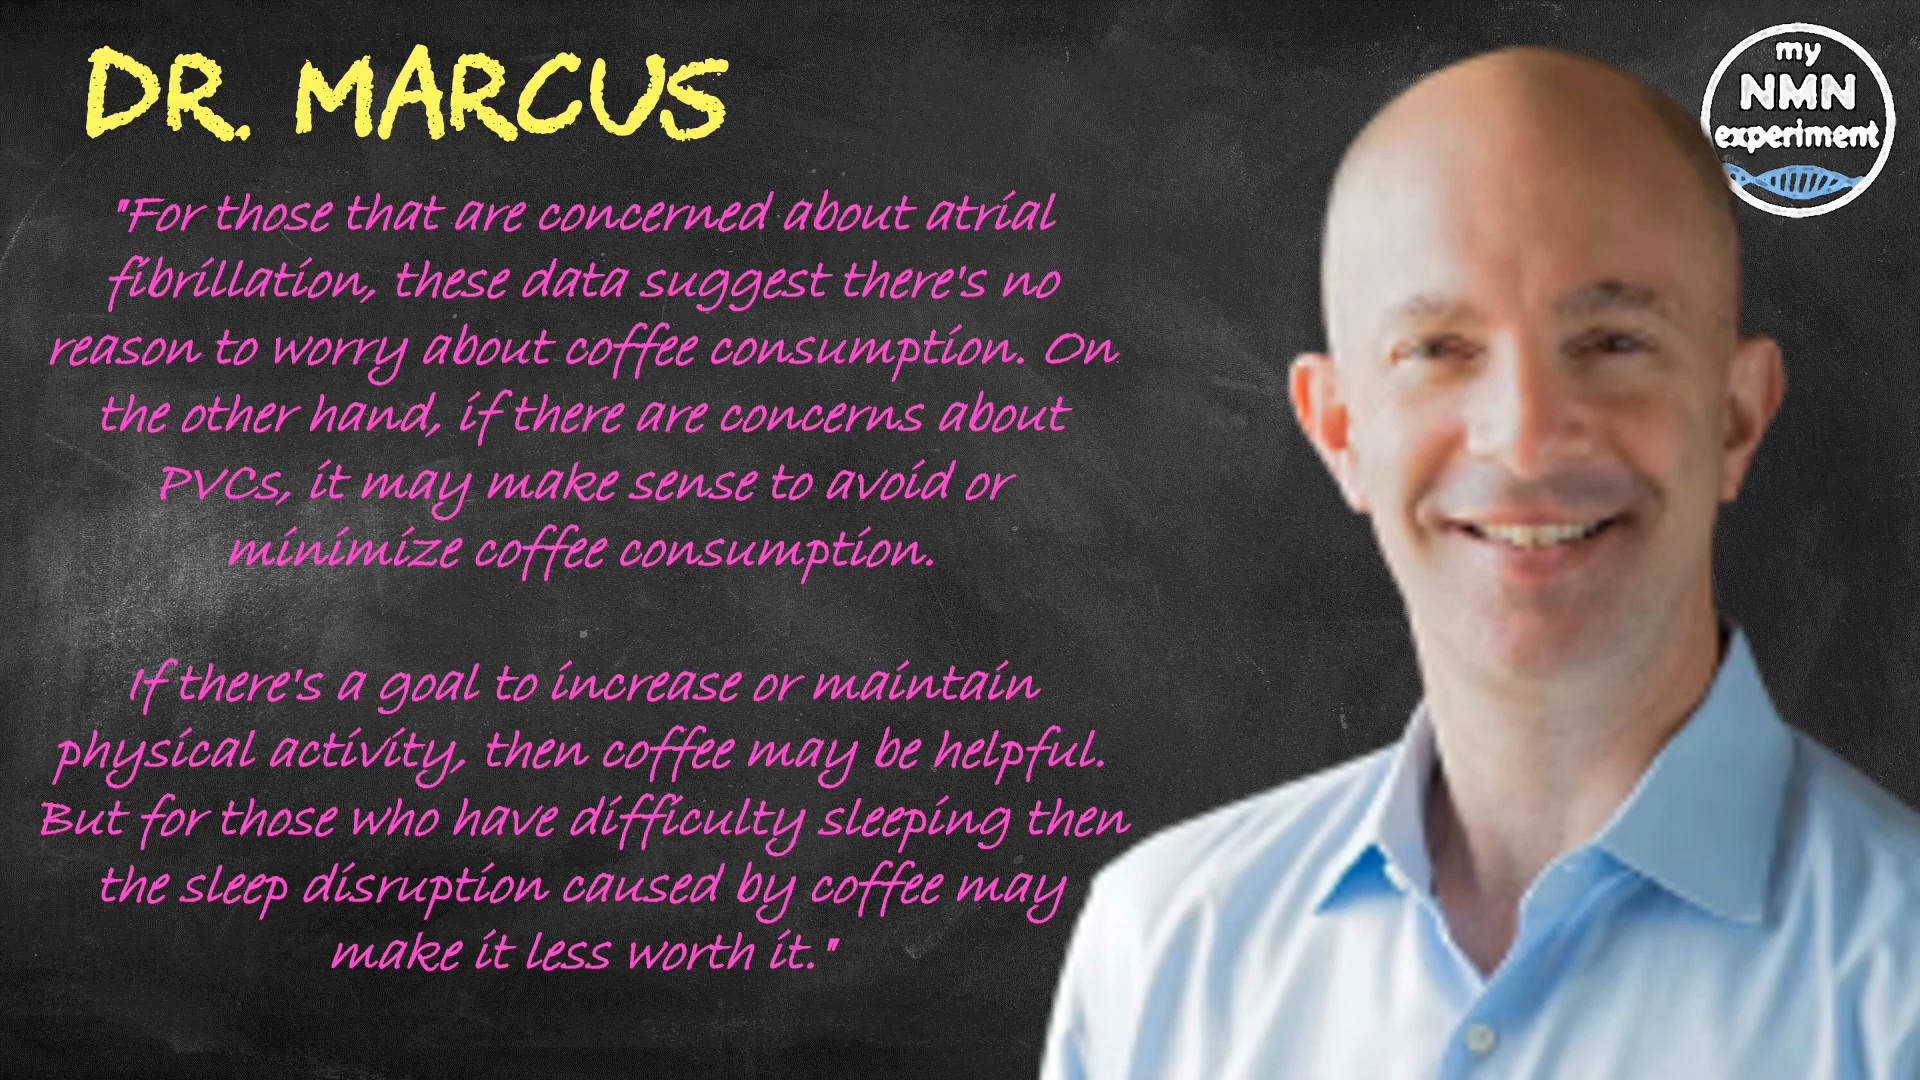 DR. MARCUS
"For those that are concerned about atrial
fibrillation, these data suggest there's no
reason to worry about coffee consumption. On
the other hand, if there are concerns about
PVCs, it may make sense to avoid or
minimize coffee consumption.
If there's a goal to increase or maintain
physical activity, then coffee may be helpful.
But for those who have difficulty sleeping then
the sleep disruption caused by coffee may
make it less worth it."
my
NMN
experiment